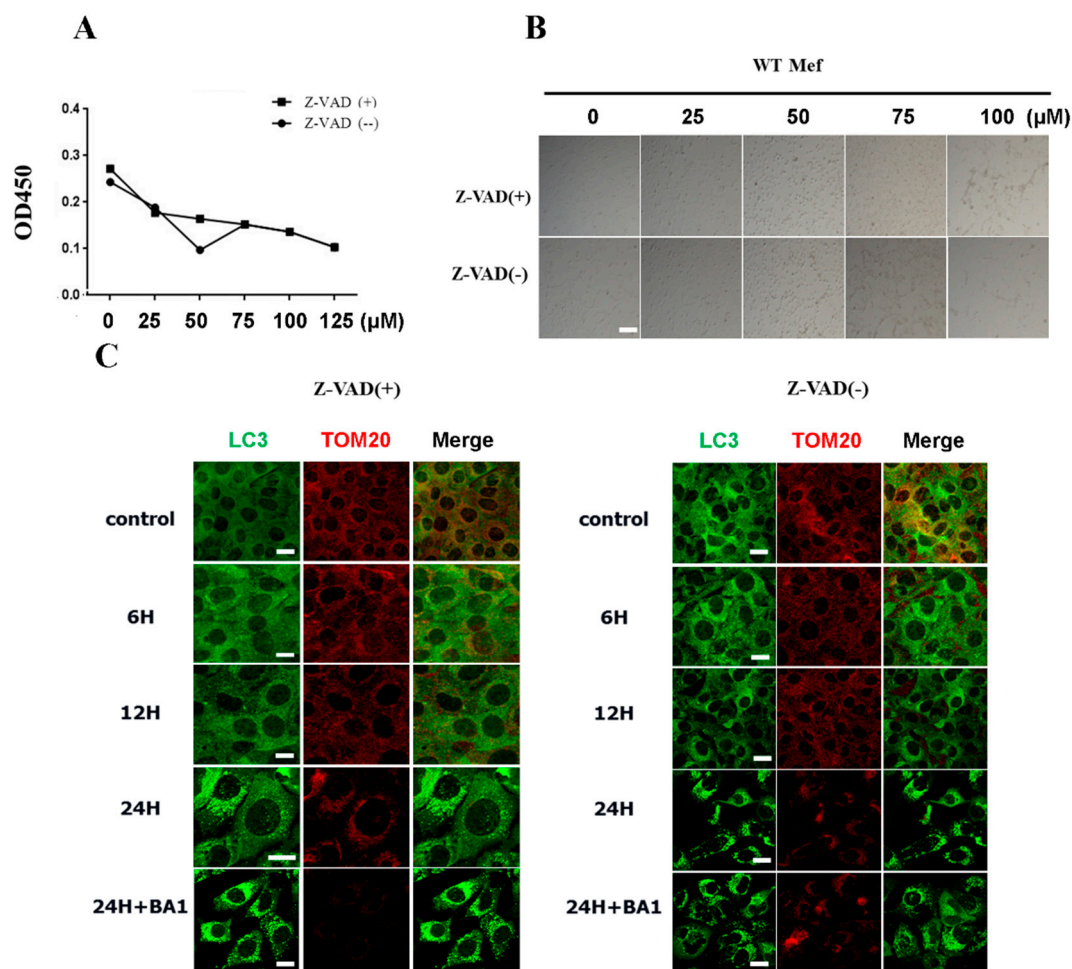 A
Z-VAD (+)
Z-VAD (--)
OD450
0.4
0.3
0.2
0.1
0.0
0 25 50 75 100 125 (μM)
B
WT Mef
0 25 50 75 100 (μM)
Z-VAD(+)
Z-VAD(-)
C
Z-VAD(+)
LC3 TOM20 Merge
control
6H
12H
24H
24H+BA1
Z-VAD(-)
LC3 TOM20 Merge
control
6H
12H
24H
24H+BA1